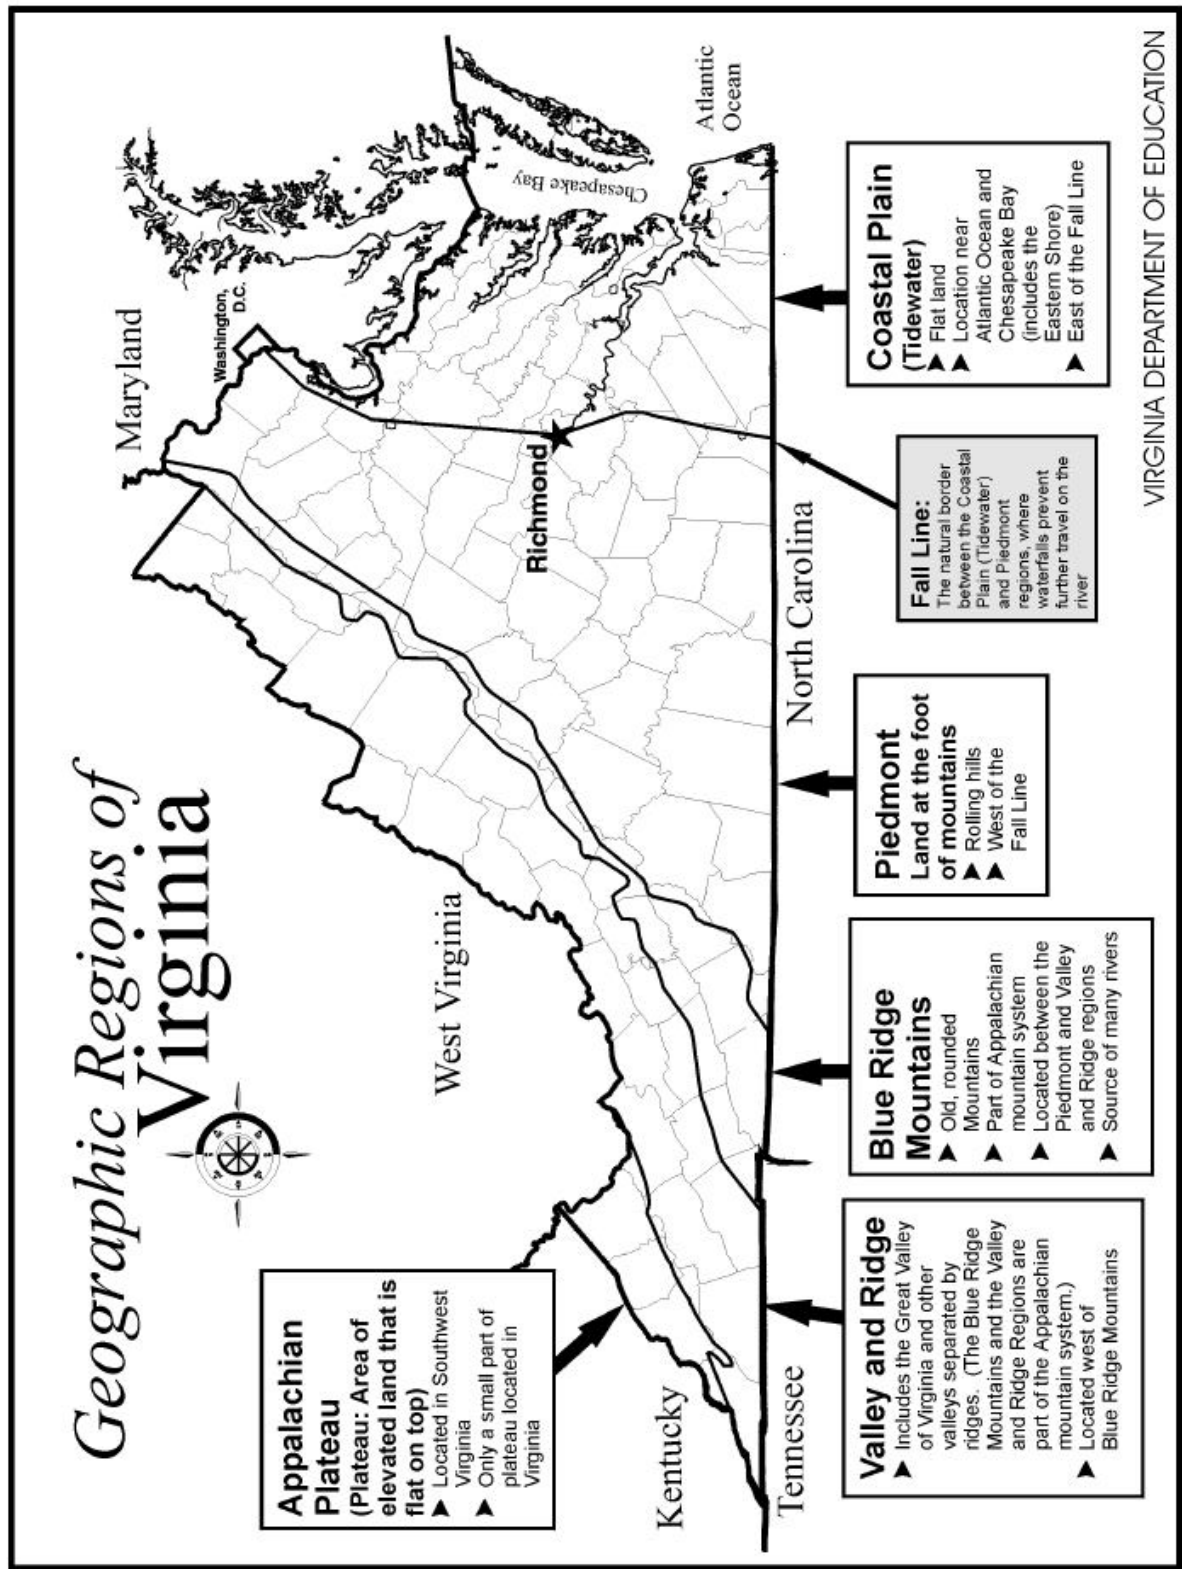 Geographic Regions of
Virginia
Maryland
Washington,
D.C.
West Virginia
Chesapeake Bay
Atlantic
Ocean
Richmond
Kentucky
Tennessee
North Carolina
Appalachian
Plateau
(Plateau: Area of
elevated land that is
flat on top)
➤ Located in Southwest
Virginia
➤ Only a small part of
plateau located in
Virginia
Valley and Ridge
➤ Includes the Great Valley
of Virginia and other
valleys separated by
ridges. (The Blue Ridge
Mountains and the Valley
and Ridge Regions are
part of the Appalachian
mountain system.)
➤ Located west of
Blue Ridge Mountains
Blue Ridge
Mountains
➤ Old, rounded
Mountains
➤ Part of Appalachian
mountain system
➤ Located between the
Piedmont and Valley
and Ridge regions
➤ Source of many rivers
Piedmont
Land at the foot
of mountains
➤ Rolling hills
➤ West of the
Fall Line
Fall Line:
The natural border
between the Coastal
Plain (Tidewater)
and Piedmont
regions, where
waterfalls prevent
further travel on the
river
Coastal Plain
(Tidewater)
➤ Flat land
➤ Location near
Atlantic Ocean and
Chesapeake Bay
(includes the
Eastern Shore)
➤ East of the Fall Line
VIRGINIA DEPARTMENT OF EDUCATION